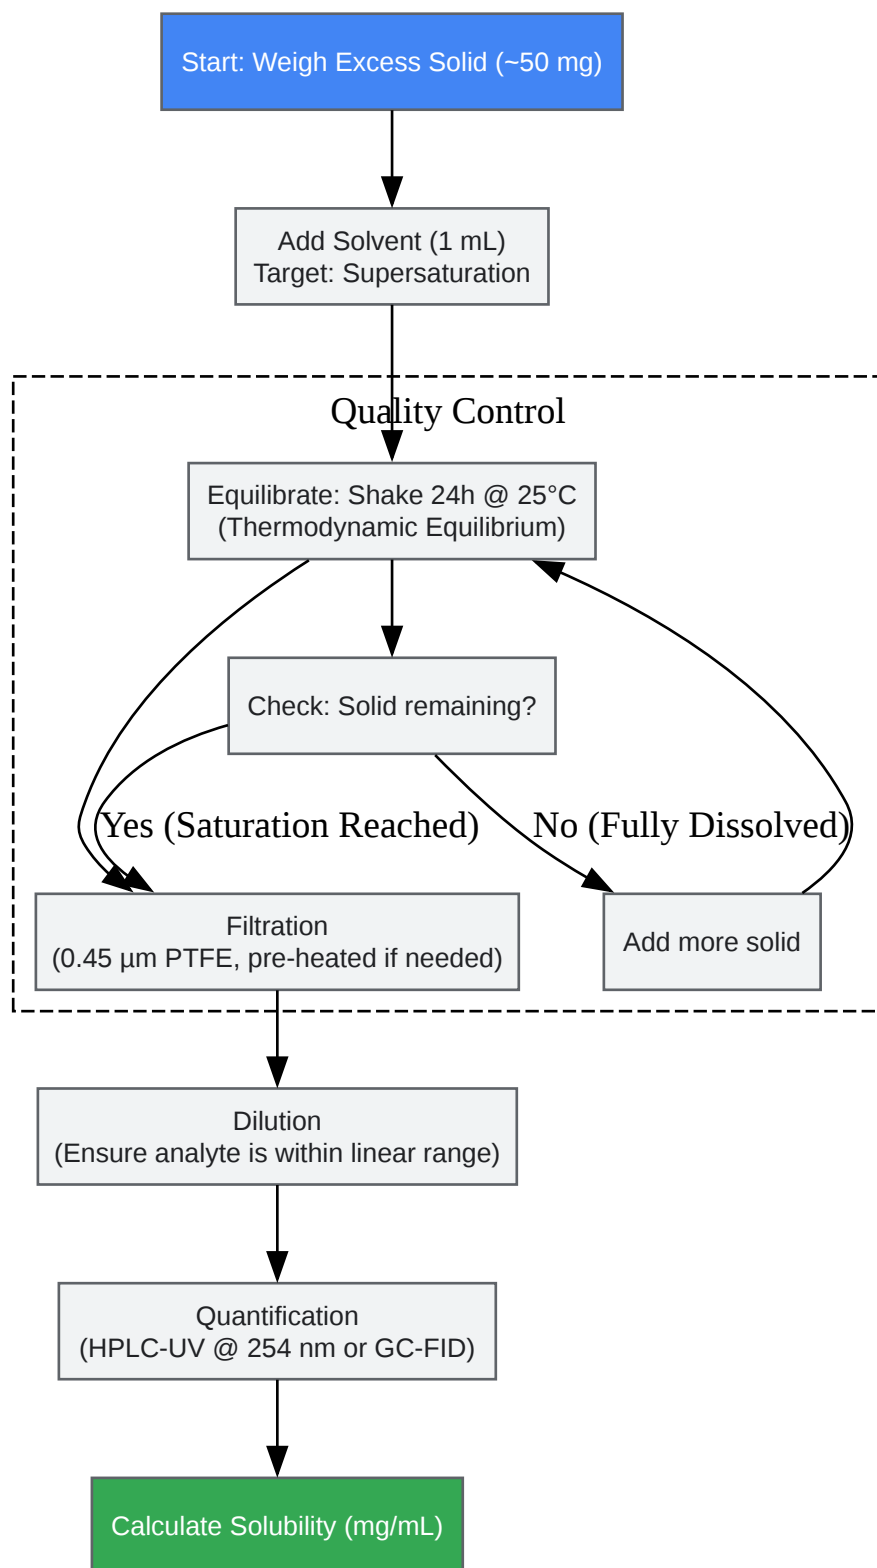 Start: Weigh Excess Solid (~50 mg)
Add Solvent (1 mL)
Target: Supersaturation
Quality Control
Equilibrate: Shake 24h @ 25°C
(Thermodynamic Equilibrium)
Check: Solid remaining?
Yes (Saturation Reached)
No (Fully Dissolved)
Filtration
(0.45 µm PTFE, pre-heated if needed)
Add more solid
Dilution
(Ensure analyte is within linear range)
Quantification
(HPLC-UV @ 254 nm or GC-FID)
Calculate Solubility (mg/mL)